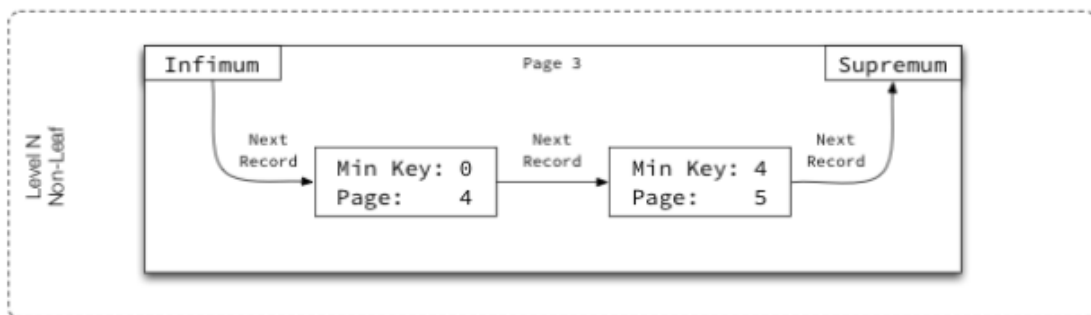 Infimum
Page 3
Supremum
Level N
Non-Leaf
Next
Record
Min Key: 0
Page: 4
Next
Record
Min Key: 4
Page: 5
Next
Record